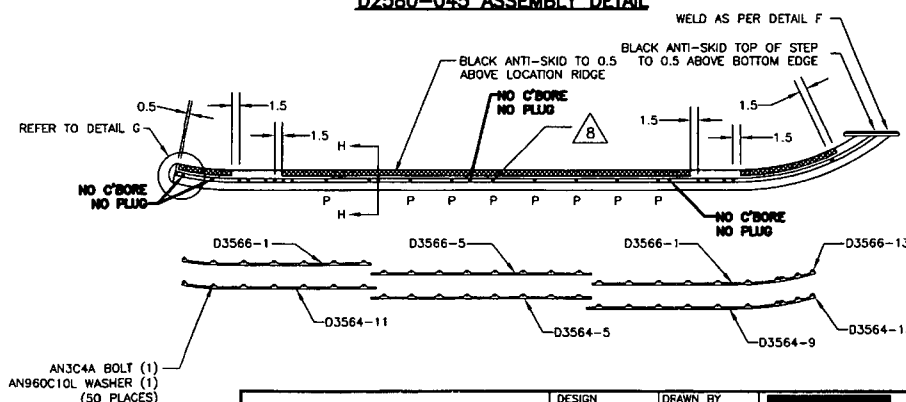 D2580-045 ASSEMBLY DETAIL
WELD AS PER DETAIL F
BLACK ANTI-SKID TO 0.5
ABOVE LOCATION RIDGE
BLACK ANTI-SKID TOP OF STEP
TO 0.5 ABOVE BOTTOM EDGE
NO C'BORE
NO PLUG
8
0.5
1.5
1.5
1.5
1.5
REFER TO DETAIL G
H
H
NO C'BORE
NO PLUG
P P P P P P P P
NO C'BORE
NO PLUG
D3566-1
D3566-5
D3566-1
D3566-13
D3564-11
D3564-5
D3564-9
AN3C4A BOLT (1)
AN960C10L WASHER (1)
(50 PLACES)
DESIGN
DRAWN BY